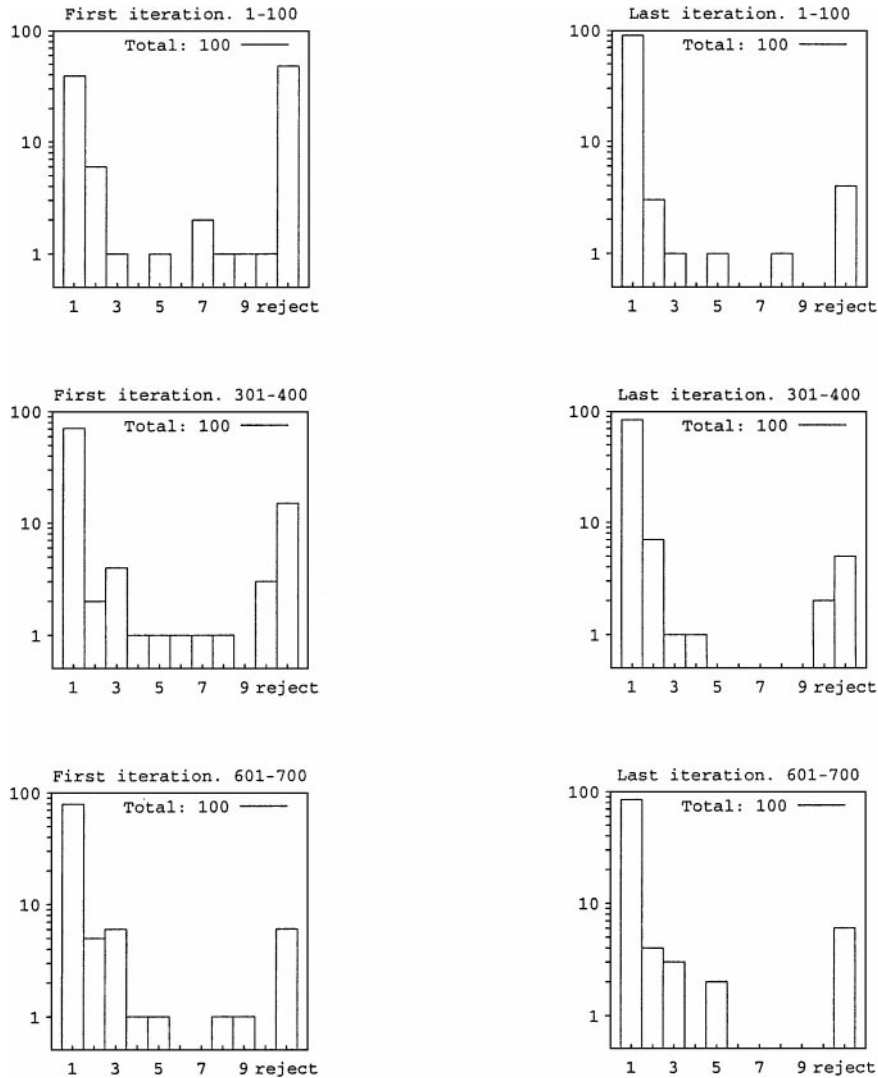 First iteration. 1-100
Total: 100
100
10
1
1 3 5 7 9 reject
Last iteration. 1-100
Total: 100
100
10
1
1 3 5 7 9 reject
First iteration. 301-400
Total: 100
100
10
1
1 3 5 7 9 reject
Last iteration. 301-400
Total: 100
100
10
1
1 3 5 7 9 reject
First iteration. 601-700
Total: 100
100
10
1
1 3 5 7 9 reject
Last iteration. 601-700
Total: 100
100
10
1
1 3 5 7 9 reject